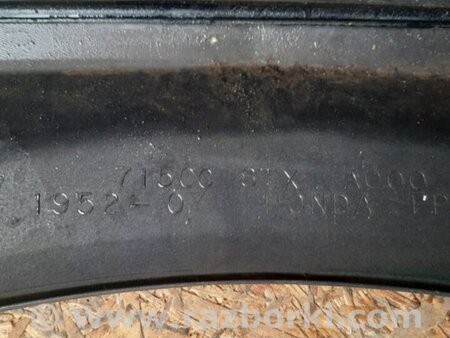 71500 STX A000
1952-07 HONDA PP
© www.razborki.com